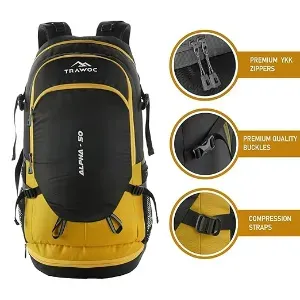 TRAWOC
ALPHA - 50
PREMIUM YKK
ZIPPERS
PREMIUM QUALITY
BUCKLES
COMPRESSION
STRAPS